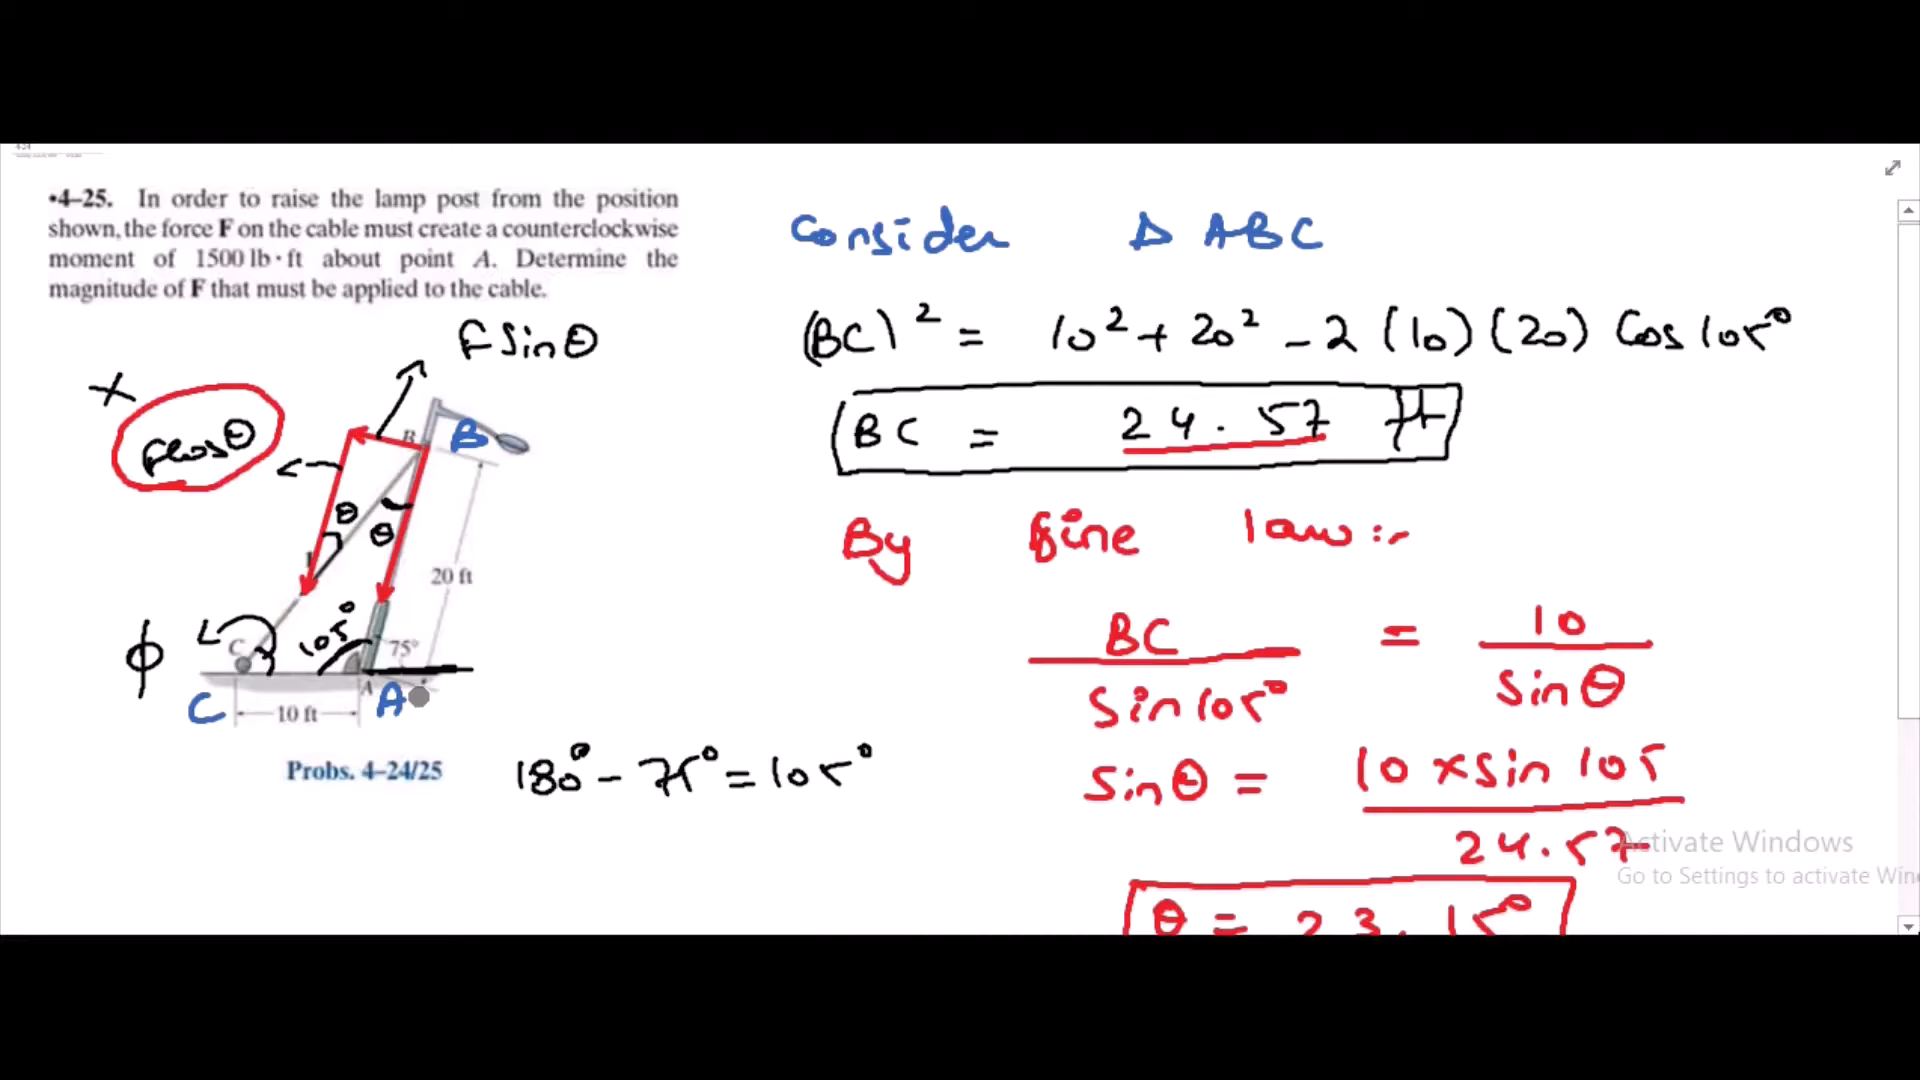 4-24
•4–25. In order to raise the lamp post from the position
shown, the force F on the cable must create a counterclockwise
moment of 1500 lb · ft about point A. Determine the
magnitude of F that must be applied to the cable.
Fsinθ
Fcosθ
B
B
θ
θ
20 ft
105°
75°
C
ϕ
A
C
A
10 ft
Probs. 4–24/25
180° - 75° = 105°
Consider Δ ABC
(BC)² = 10² + 20² - 2 (10) (20) Cos 105°
BC = 24.57 ft
By Sine law:-
BC / Sin 105° = 10 / Sin θ
Sin θ = 10 x Sin 105 / 24.57
θ = 23.15°
Activate Windows
Go to Settings to activate Win